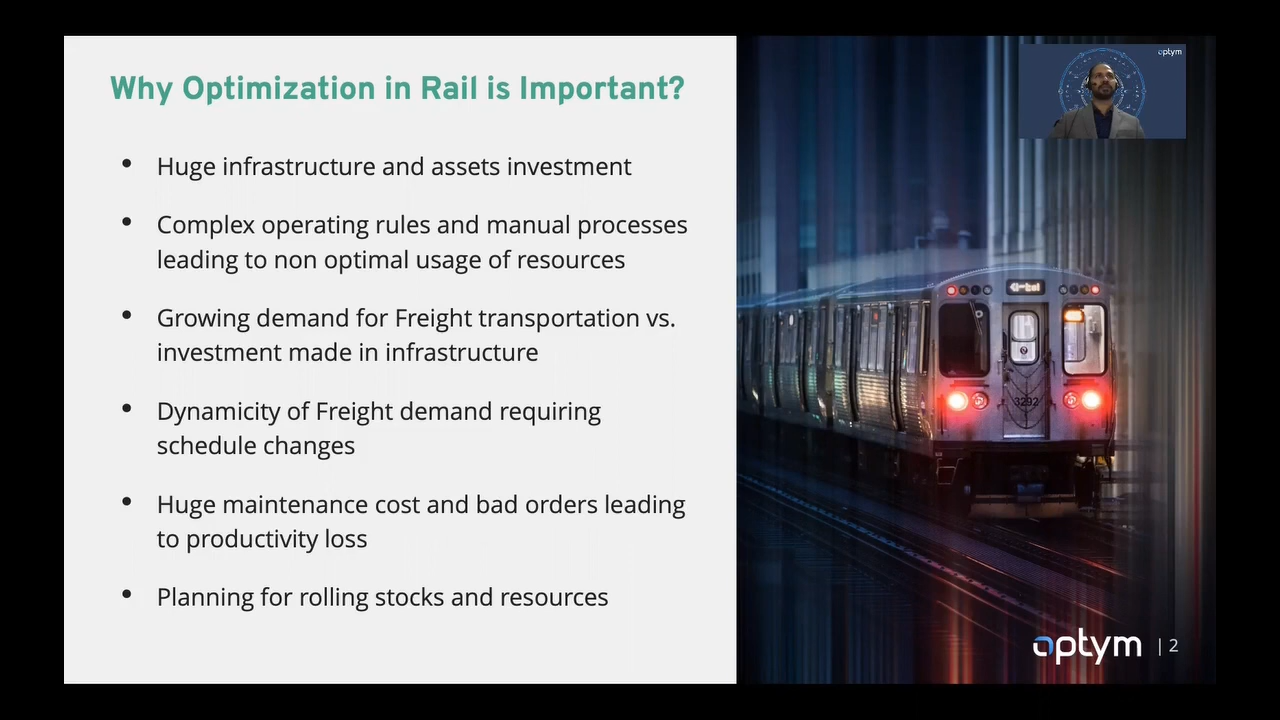 Why Optimization in Rail is Important?
optym
• Huge infrastructure and assets investment
• Complex operating rules and manual processes
leading to non optimal usage of resources
• Growing demand for Freight transportation vs.
investment made in infrastructure
• Dynamicity of Freight demand requiring
schedule changes
• Huge maintenance cost and bad orders leading
to productivity loss
• Planning for rolling stocks and resources
3292
optym | 2